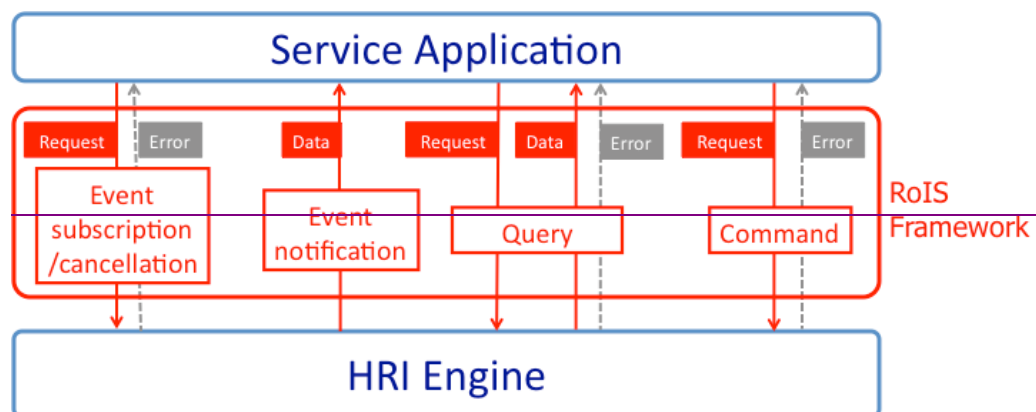 Service Application
Request
Error
Data
Request
Data
Error
Request
Error
Event
subscription
/cancellation
Event
notification
Query
Command
RoIS
Framework
HRI Engine